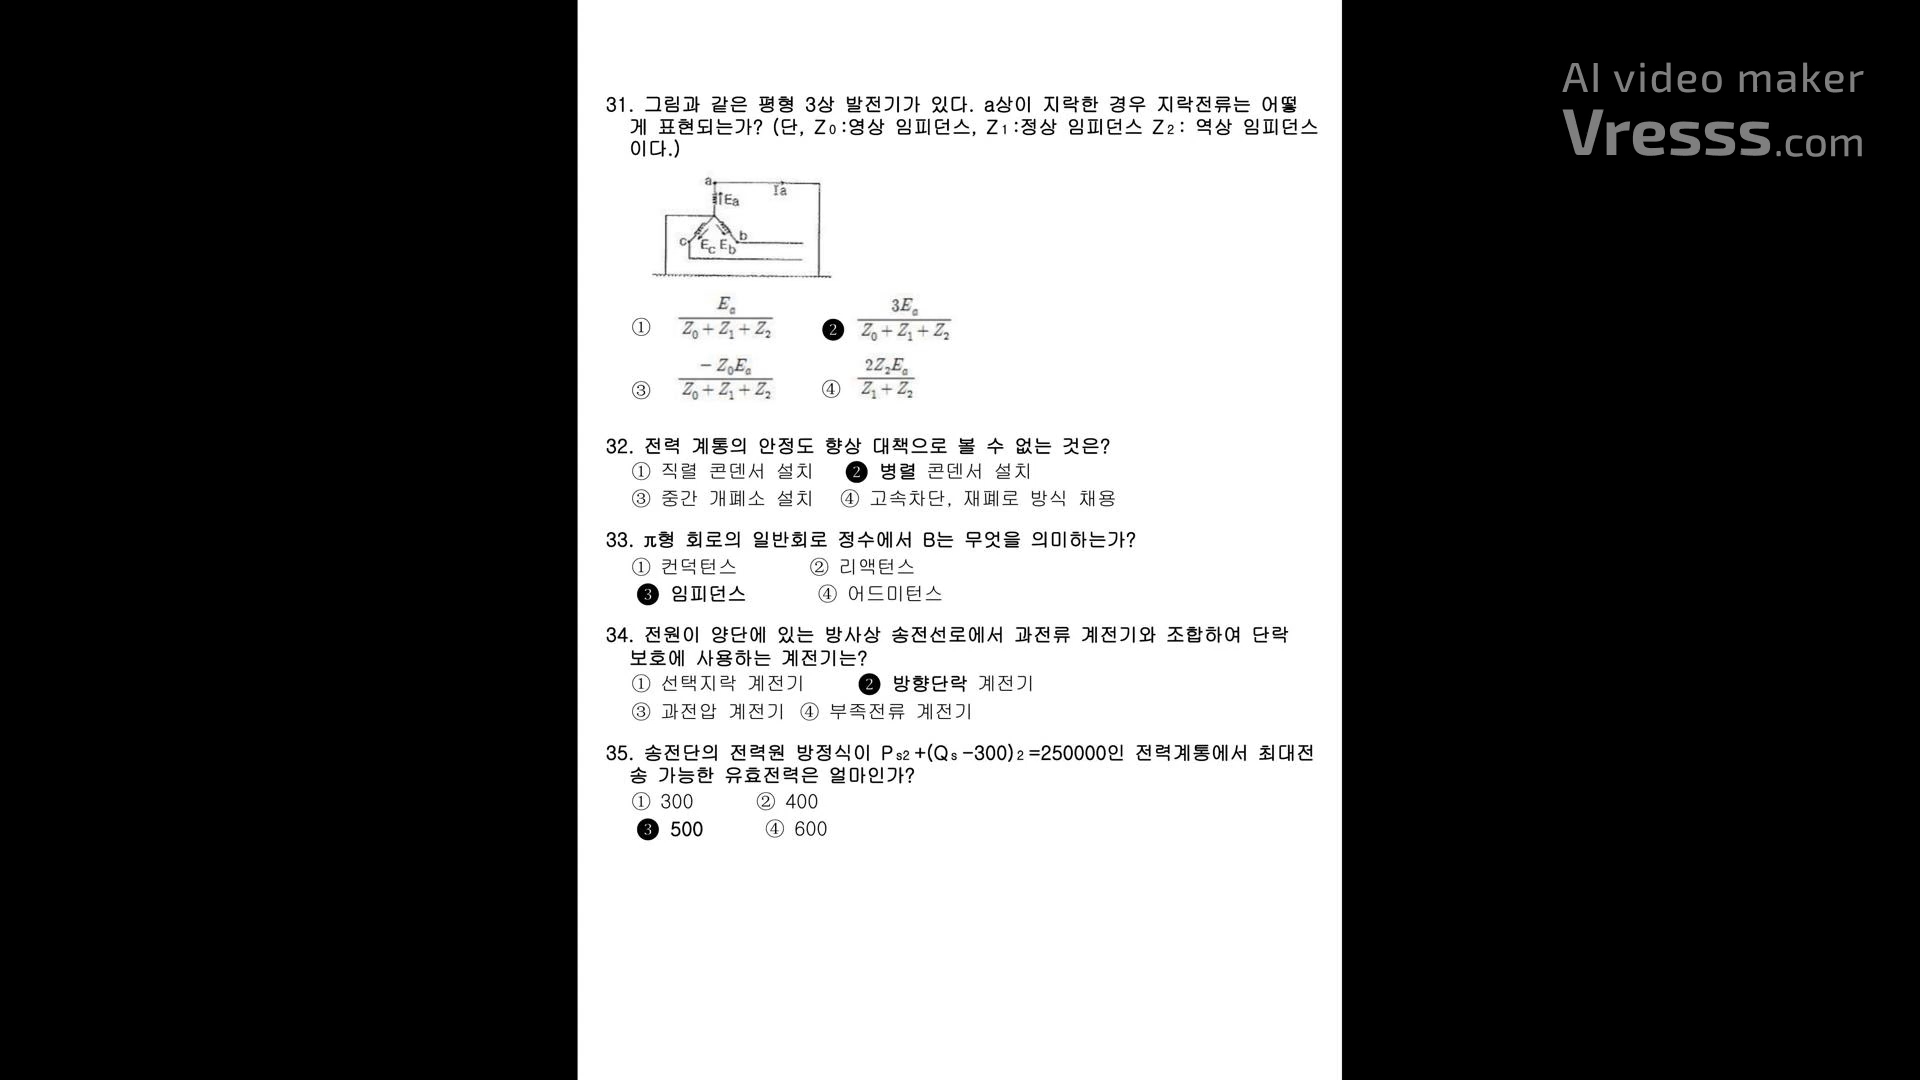 AI video maker
Vresss.com
31. 그림과 같은 평형 3상 발전기가 있다. a상이 지락한 경우 지락전류는 어떻
게 표현되는가? (단, Z₀:영상 임피던스, Z₁:정상 임피던스 Z₂: 역상 임피던스
이다.)
a
Ia
Ea
c
Ec Eb
b
① Ea / (Z₀+Z₁+Z₂) ❷ 3Ea / (Z₀+Z₁+Z₂)
③ -Z₀Ea / (Z₀+Z₁+Z₂) ④ 2Z₂Ea / (Z₁+Z₂)
32. 전력 계통의 안정도 향상 대책으로 볼 수 없는 것은?
① 직렬 콘덴서 설치 ❷ 병렬 콘덴서 설치
③ 중간 개폐소 설치 ④ 고속차단, 재폐로 방식 채용
33. π형 회로의 일반회로 정수에서 B는 무엇을 의미하는가?
① 컨덕턴스 ② 리액턴스
❸ 임피던스 ④ 어드미턴스
34. 전원이 양단에 있는 방사상 송전선로에서 과전류 계전기와 조합하여 단락
보호에 사용하는 계전기는?
① 선택지락 계전기 ❷ 방향단락 계전기
③ 과전압 계전기 ④ 부족전류 계전기
35. 송전단의 전력원 방정식이 Pₛ₂+(Qₛ-300)₂=250000인 전력계통에서 최대전
송 가능한 유효전력은 얼마인가?
① 300 ② 400
❸ 500 ④ 600